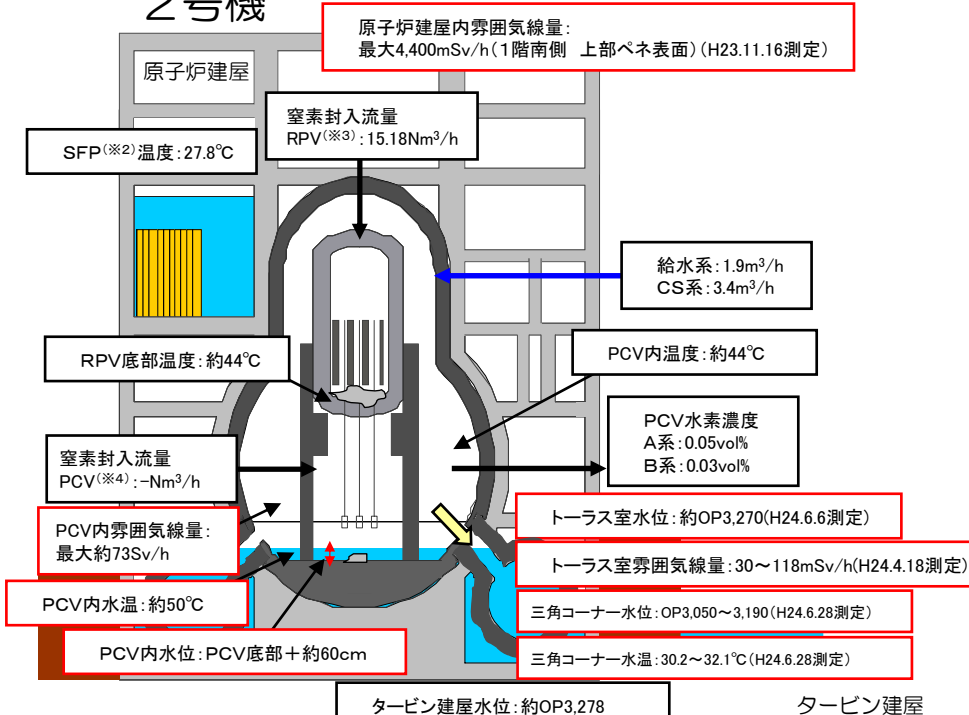 2号機
原子炉建屋内雰囲気線量:
最大4,400mSv/h(1階南側 上部ペネ表面)(H23.11.16測定)
原子炉建屋
窒素封入流量
RPV(※3):15.18Nm³/h
SFP(※2)温度:27.8℃
給水系:1.9m³/h
CS系:3.4m³/h
RPV底部温度:約44℃
PCV内温度:約44℃
PCV水素濃度
A系:0.05vol%
B系:0.03vol%
窒素封入流量
PCV(※4):-Nm³/h
トーラス室水位:約OP3,270(H24.6.6測定)
PCV内雰囲気線量:
最大約73Sv/h
トーラス室雰囲気線量:30~118mSv/h(H24.4.18測定)
PCV内水温:約50℃
三角コーナー水位:OP3,050~3,190(H24.6.28測定)
PCV内水位:PCV底部+約60cm
三角コーナー水温:30.2~32.1℃(H24.6.28測定)
タービン建屋水位:約OP3,278
タービン建屋